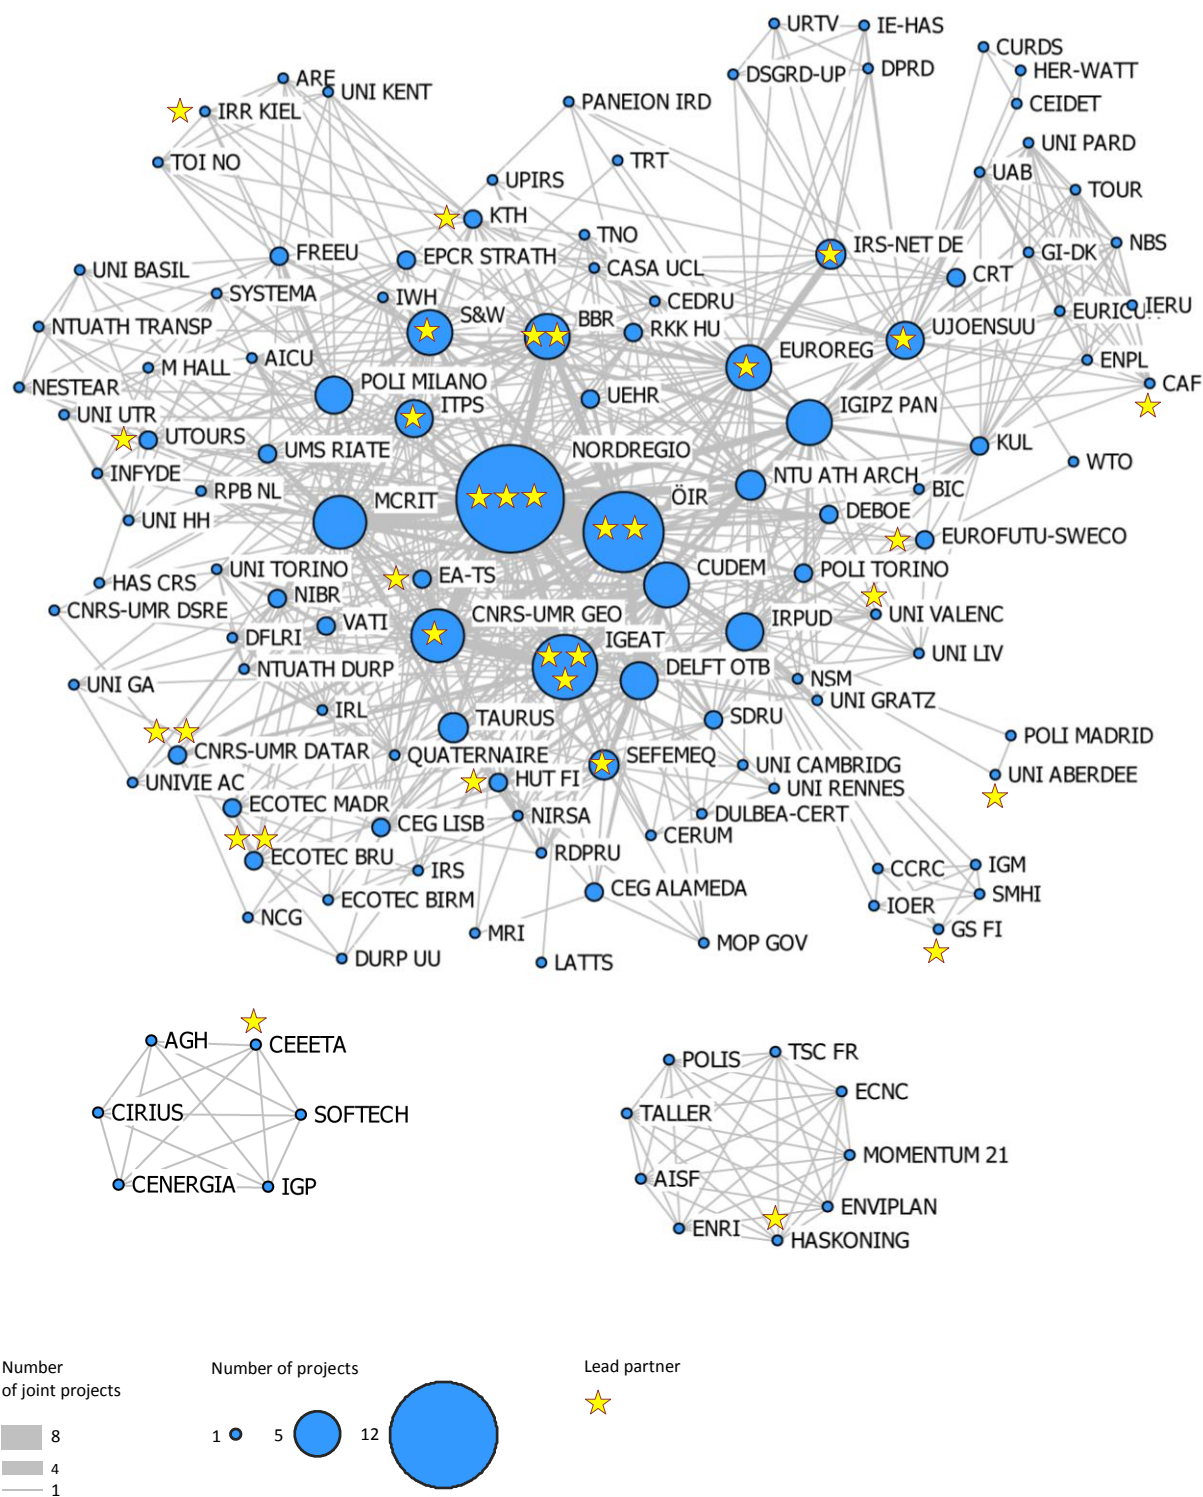 URTV
IE-HAS
CURDS
DSGRD-UP
DPRD
HER-WATT
ARE
UNI KENT
PANEION IRD
CEIDET
IRR KIEL
UNI PARD
TOI NO
TRT
UAB
UPIRS
TOUR
KTH
TNO
IRS-NET DE
NBS
FREEU
EPCR STRATH
GI-DK
UNI BASIL
CASA UCL
CRT
SYSTEMA
IWH
CEDRU
IERU
S&W
BBR
RKK HU
NTUATH TRANSP
UJOENSUU
AICU
EUROREG
M HALL
ENPL
NESTEAR
POLI MILANO
CAF
ITPS
UEHR
IGIPZ PAN
UNI UTR
UTOURS
UMS RIATE
NORDREGIO
KUL
WTO
INFYDE
NTU ATH ARCH
RPB NL
MCRIT
ÖIR
BIC
UNI HH
DEBOE
EUROFUTU-SWECO
UNI TORINO
EA-TS
CUDEM
POLI TORINO
HAS CRS
NIBR
CNRS-UMR DSRE
CNRS-UMR GEO
UNI VALENC
VATI
IRPUD
DFLRI
IGEAT
UNI LIV
NTUATH DURP
DELFT OTB
NSM
UNI GA
UNI GRATZ
IRL
TAURUS
SDRU
POLI MADRID
CNRS-UMR DATAR
QUATERNAIRE
SEFEMEQ
UNI CAMBRIDG
UNI ABERDEE
UNIVIE AC
HUT FI
UNI RENNES
ECOTEC MADR
CEG LISB
NIRSA
DULBEA-CERT
CERUM
ECOTEC BRU
RDPRU
IRS
CCRC
IGM
CEG ALAMEDA
SMHI
ECOTEC BIRM
IOER
NCG
GS FI
MRI
MOP GOV
DURP UU
LATTS
AGH
CEEETA
CIRIUS
SOFTECH
CENERGIA
IGP
POLIS
TSC FR
ECNC
TALLER
MOMENTUM 21
AISF
ENVIPLAN
ENRI
HASKONING
Number
of joint projects
8
4
1
Number of projects
1
5
12
Lead partner